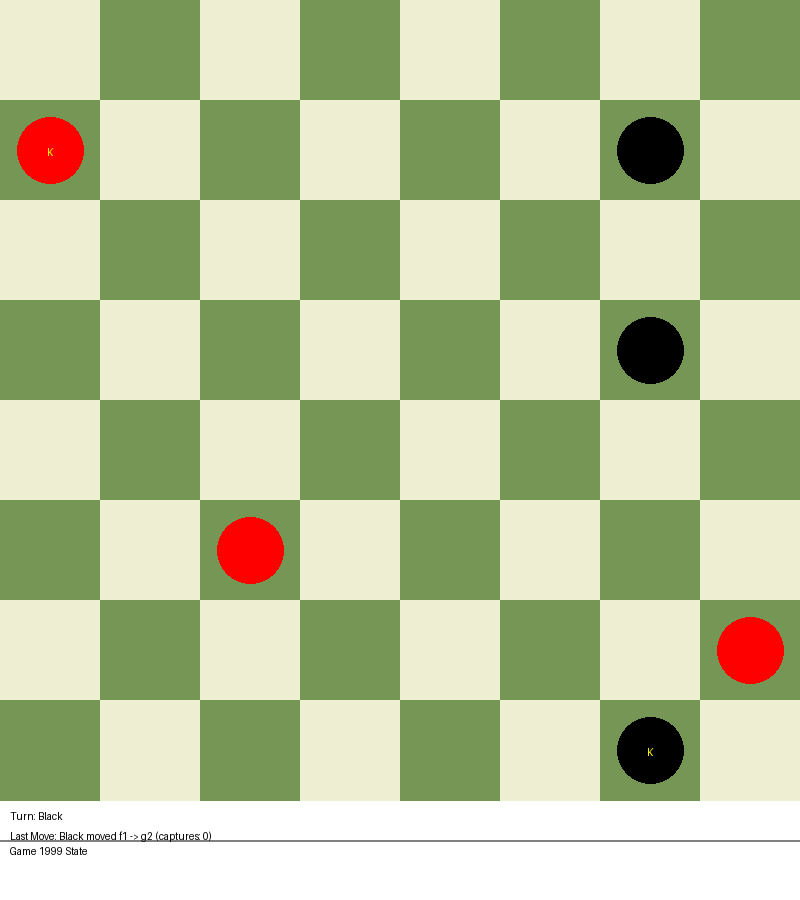 K
K
Turn: Black
Last Move: Black moved f1 -> g2 (captures: 0)
Game 1999 State